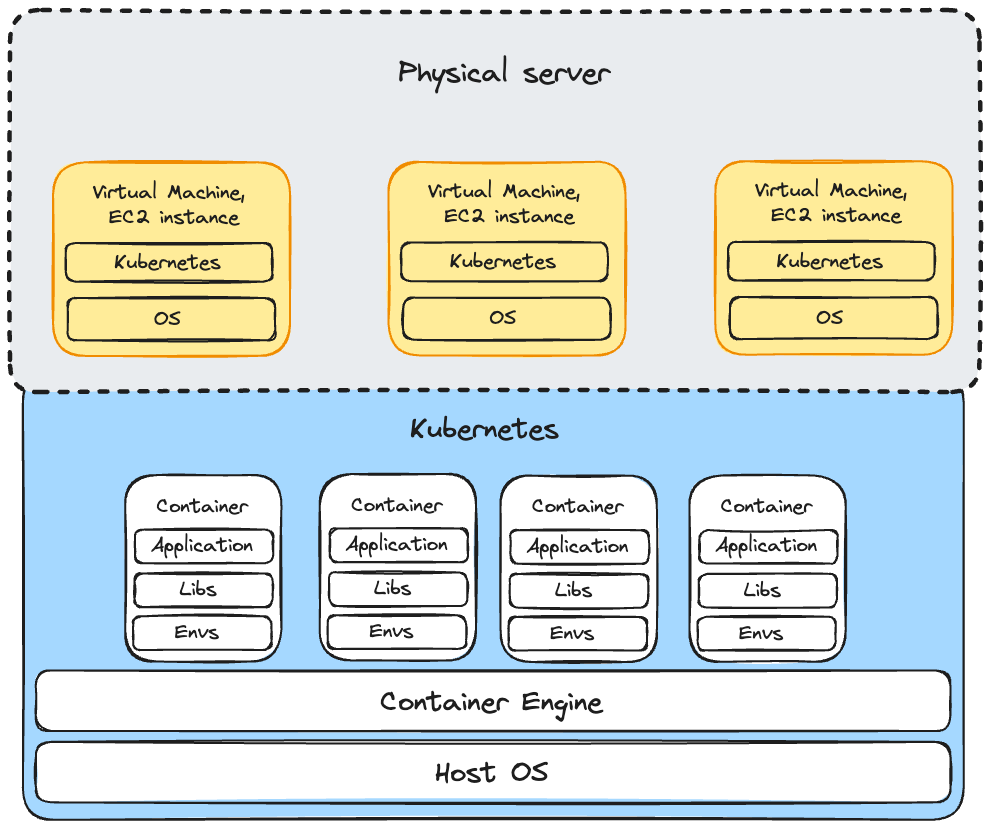 Physical server
Virtual Machine,
EC2 instance
Kubernetes
OS
Virtual Machine,
EC2 instance
Kubernetes
OS
Virtual Machine,
EC2 instance
Kubernetes
OS
Kubernetes
Container
Application
Libs
Envs
Container
Application
Libs
Envs
Container
Application
Libs
Envs
Container
Application
Libs
Envs
Container Engine
Host OS